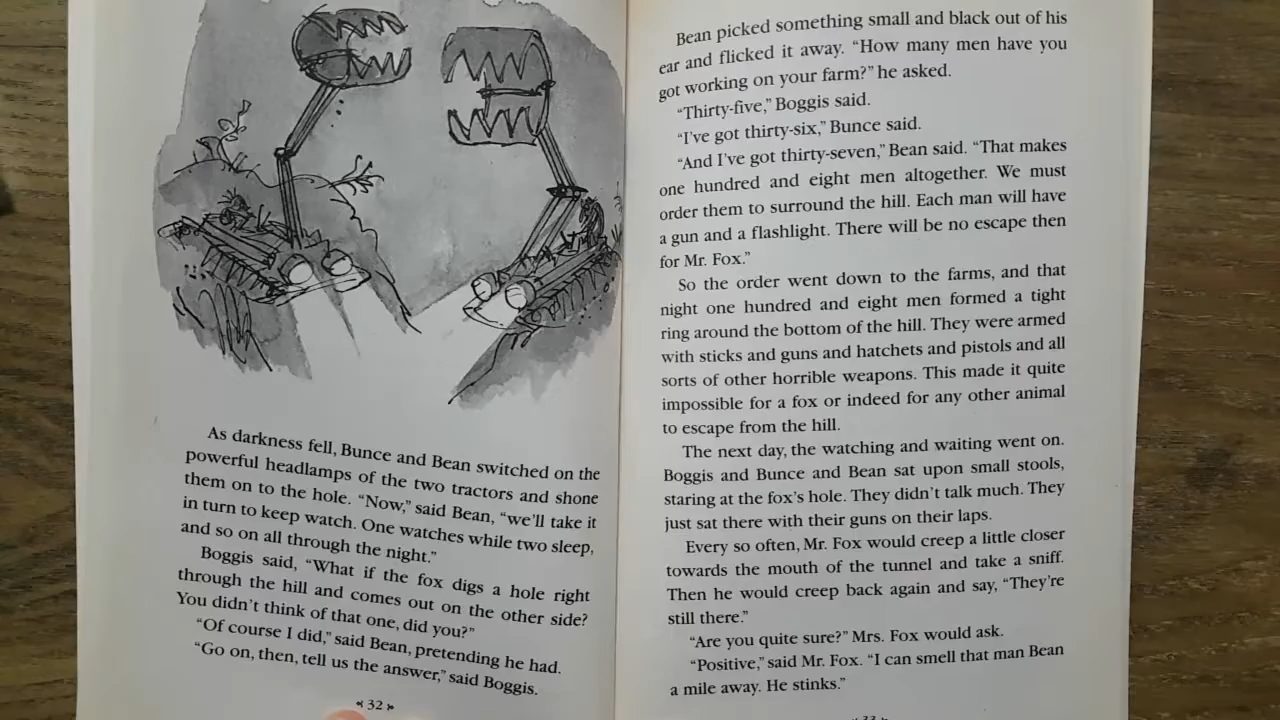 As darkness fell, Bunce and Bean switched on the
powerful headlamps of the two tractors and shone
them on to the hole. “Now,” said Bean, “we’ll take it
in turn to keep watch. One watches while two sleep,
and so on all through the night.”
Boggis said, “What if the fox digs a hole right
through the hill and comes out on the other side?
You didn’t think of that one, did you?”
“Of course I did,” said Bean, pretending he had.
“Go on, then, tell us the answer,” said Boggis.
32
Bean picked something small and black out of his
ear and flicked it away. “How many men have you
got working on your farm?” he asked.
“Thirty-five,” Boggis said.
“I’ve got thirty-six,” Bunce said.
“And I’ve got thirty-seven,” Bean said. “That makes
one hundred and eight men altogether. We must
order them to surround the hill. Each man will have
a gun and a flashlight. There will be no escape then
for Mr. Fox.”
So the order went down to the farms, and that
night one hundred and eight men formed a tight
ring around the bottom of the hill. They were armed
with sticks and guns and hatchets and pistols and all
sorts of other horrible weapons. This made it quite
impossible for a fox or indeed for any other animal
to escape from the hill.
The next day, the watching and waiting went on.
Boggis and Bunce and Bean sat upon small stools,
staring at the fox’s hole. They didn’t talk much. They
just sat there with their guns on their laps.
Every so often, Mr. Fox would creep a little closer
towards the mouth of the tunnel and take a sniff.
Then he would creep back again and say, “They’re
still there.”
“Are you quite sure?” Mrs. Fox would ask.
“Positive,” said Mr. Fox. “I can smell that man Bean
a mile away. He stinks.”